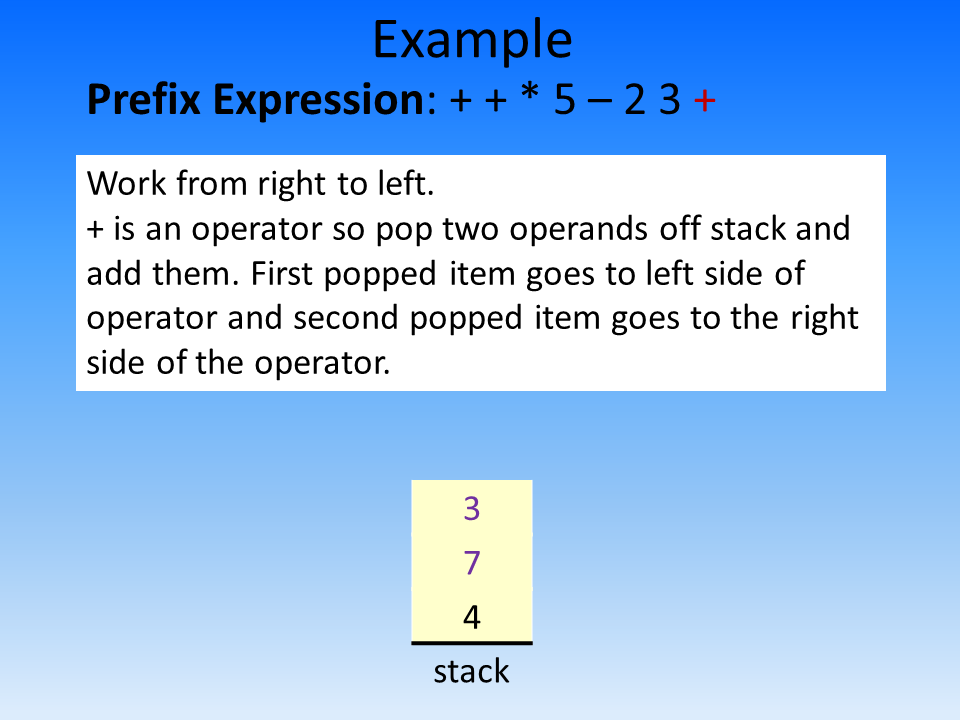 Example
Prefix Expression: + + * 5 – 2 3 +
Work from right to left.
+ is an operator so pop two operands off stack and
add them. First popped item goes to left side of
operator and second popped item goes to the right
side of the operator.
3
7
4
stack